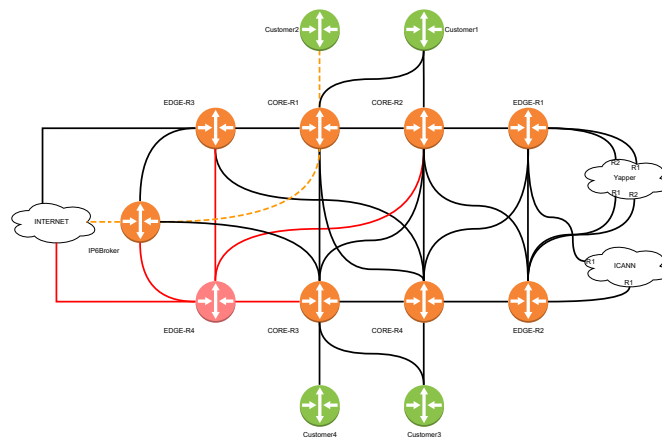 Customer2
Customer1
EDGE-R3
CORE-R1
CORE-R2
EDGE-R1
R2
R1
Yapper
R1
R2
INTERNET
IP6Broker
R1
ICANN
R1
EDGE-R4
CORE-R3
CORE-R4
EDGE-R2
Customer4
Customer3